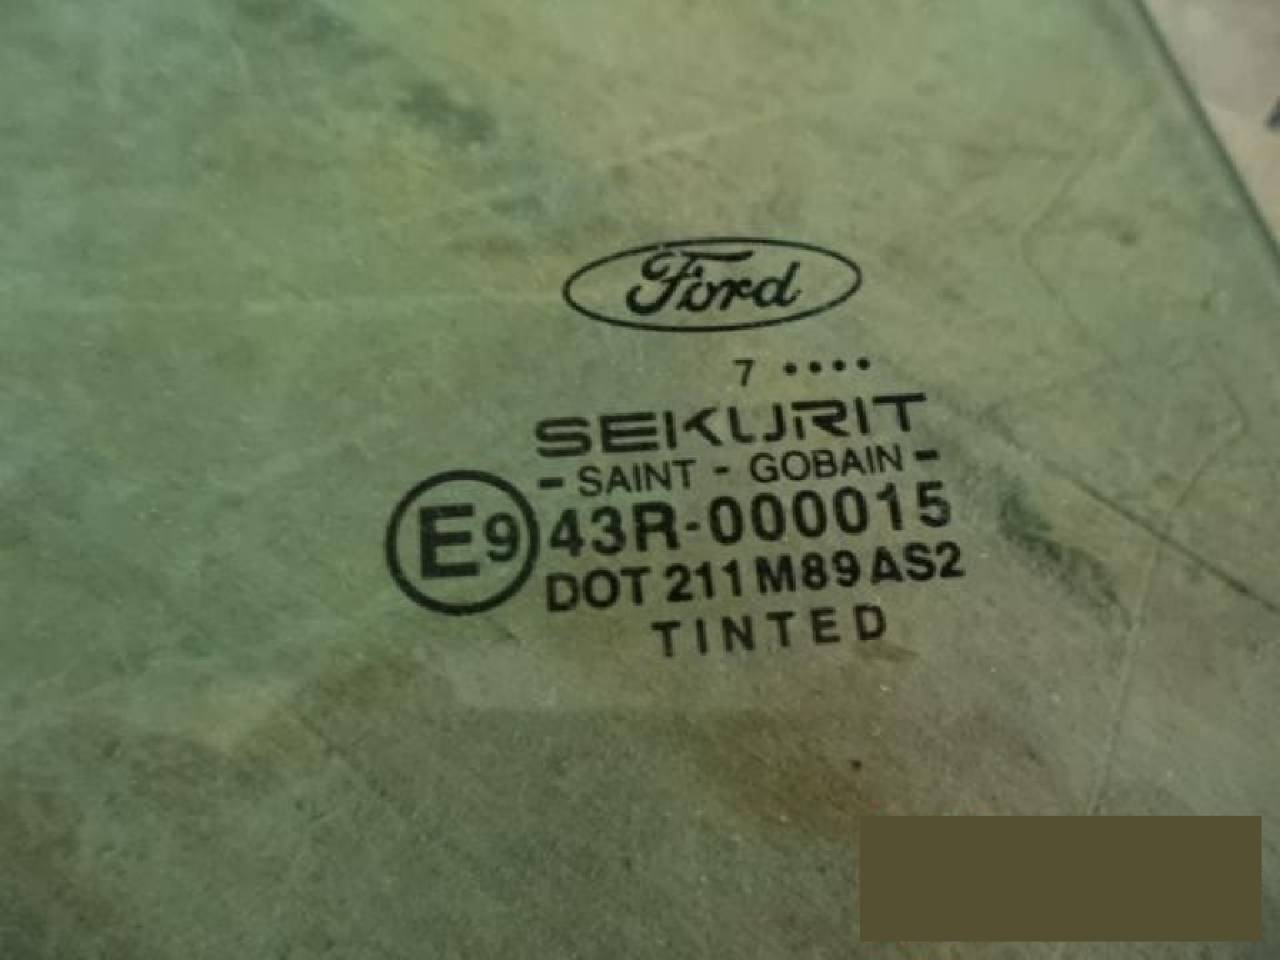 Ford
7 ••••
SEKURIT
- SAINT - GOBAIN -
E9 43R-000015
DOT 211 M89 AS2
TINTED